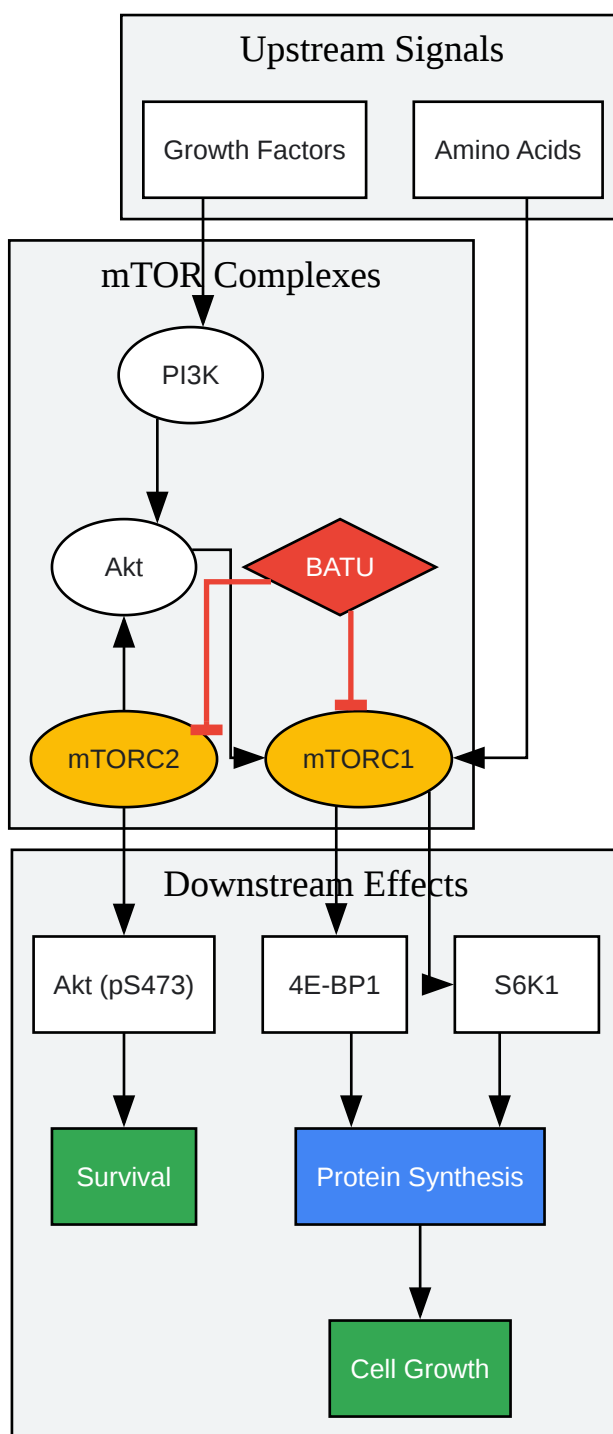 Upstream Signals
Growth Factors
Amino Acids
mTOR Complexes
PI3K
Akt
BATU
mTORC2
mTORC1
Downstream Effects
Akt (pS473)
4E-BP1
S6K1
Survival
Protein Synthesis
Cell Growth